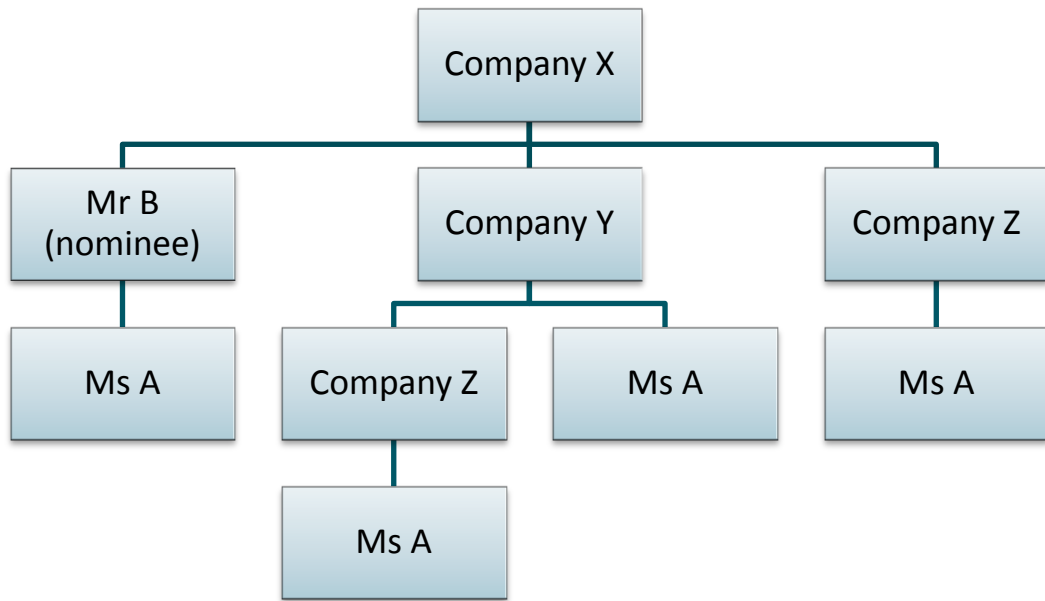 Company X
Mr B
(nominee)
Company Y
Company Z
Ms A
Company Z
Ms A
Ms A
Ms A